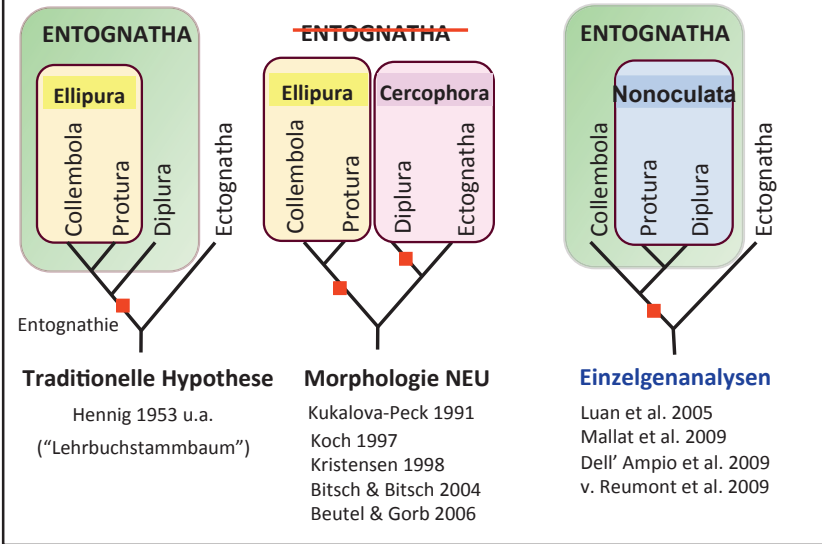 ENTOGNATHA
Ellipura
Collembola
Protura
Diplura
Ectognatha
Entognathie
Traditionelle Hypothese
Hennig 1953 u.a.
(“Lehrbuchstammbaum”)
ENTOGNATHA
Ellipura
Cercophora
Collembola
Protura
Diplura
Ectognatha
Morphologie NEU
Kukalova-Peck 1991
Koch 1997
Kristensen 1998
Bitsch & Bitsch 2004
Beutel & Gorb 2006
ENTOGNATHA
Nonoculata
Collembola
Protura
Diplura
Ectognatha
Einzelgenanalysen
Luan et al. 2005
Mallat et al. 2009
Dell’ Ampio et al. 2009
v. Reumont et al. 2009